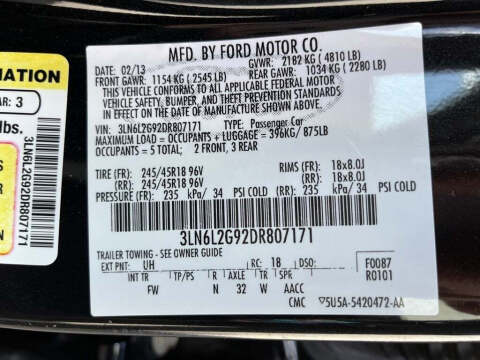 MFD. BY FORD MOTOR CO.
DATE: 02/13 GVWR: 2182 KG (4810 LB)
FRONT GAWR: 1154 KG (2545 LB) REAR GAWR: 1034 KG (2280 LB)
THIS VEHICLE CONFORMS TO ALL APPLICABLE FEDERAL MOTOR
VEHICLE SAFETY, BUMPER, AND THEFT PREVENTION STANDARDS
IN EFFECT ON THE DATE OF MANUFACTURE SHOWN ABOVE.
VIN: 3LN6L2G92DR807171 TYPE: Passenger Car
MAXIMUM LOAD = OCCUPANTS + LUGGAGE = 396KG/ 875LB
OCCUPANTS = 5 TOTAL: 2 FRONT, 3 REAR
TIRE (FR): 245/45R18 96V RIMS (FR): 18x8.0J
(RR): 245/45R18 96V (RR): 18x8.0J
PRESSURE (FR): 235 kPa/ 34 PSI COLD (RR): 235 kPa/ 34 PSI COLD
3LN6L2G92DR807171
TRAILER TOWING - SEE OWNER GUIDE
EXT PNT: UH RC: 18 DSO: F0087
R0101
INT TR TP/PS R AXLE TR SPR
FW N 32 W AACC
CMC 5U5A-5420472-AA
MATION
AR: 3
lbs.
3LN6L2G92DR807171